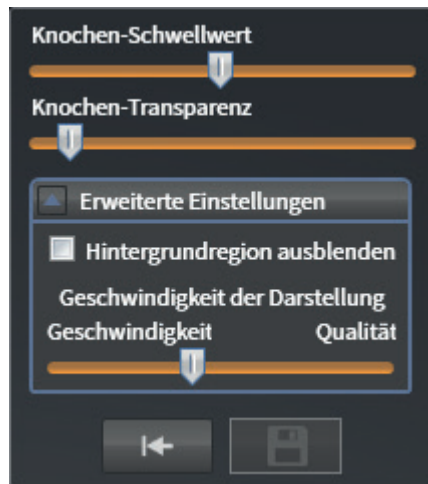 Knochen-Schwellwert
Knochen-Transparenz
Erweiterte Einstellungen
Hintergrundregion ausblenden
Geschwindigkeit der Darstellung
Geschwindigkeit Qualität